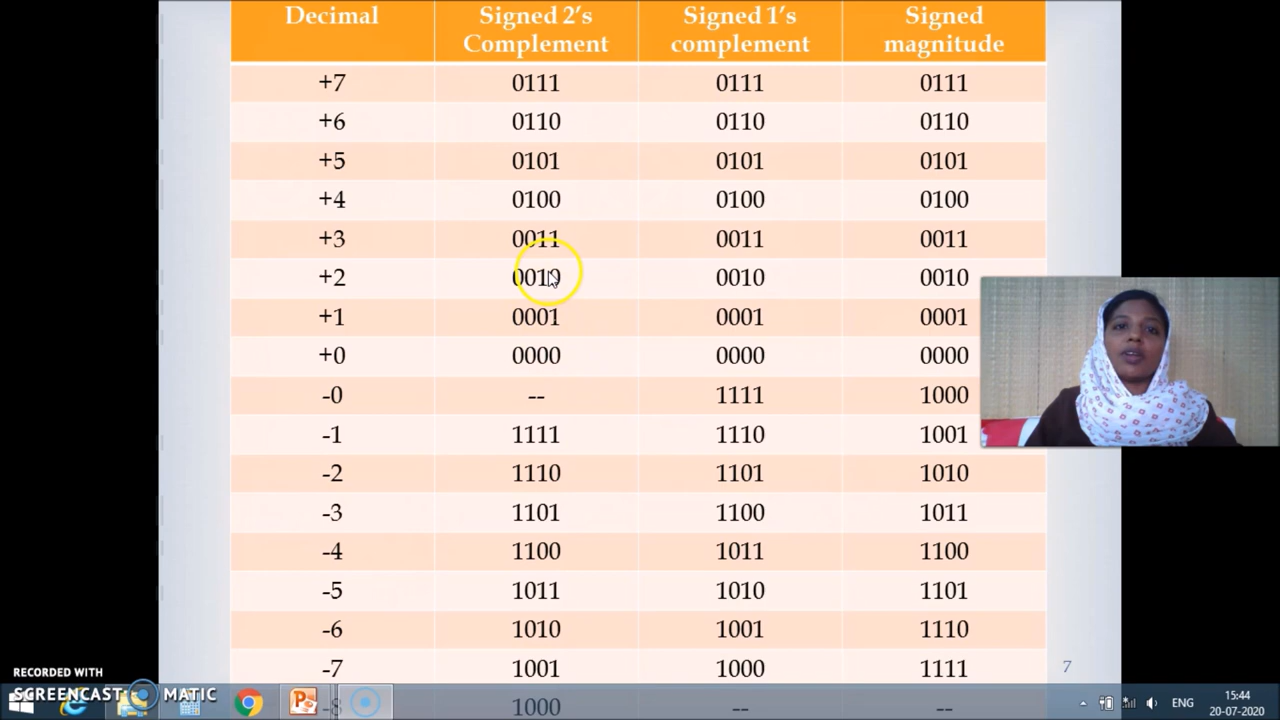 Decimal Signed 2's Complement Signed 1's complement Signed magnitude
+7 0111 0111 0111
+6 0110 0110 0110
+5 0101 0101 0101
+4 0100 0100 0100
+3 0011 0011 0011
+2 0010 0010 0010
+1 0001 0001 0001
+0 0000 0000 0000
-0 -- 1111 1000
-1 1111 1110 1001
-2 1110 1101 1010
-3 1101 1100 1011
-4 1100 1011 1100
-5 1011 1010 1101
-6 1010 1001 1110
-7 1001 1000 1111
-8 1000 -- --
7
RECORDED WITH
SCREENCAST MATIC
ENG
15:44
20-07-2020